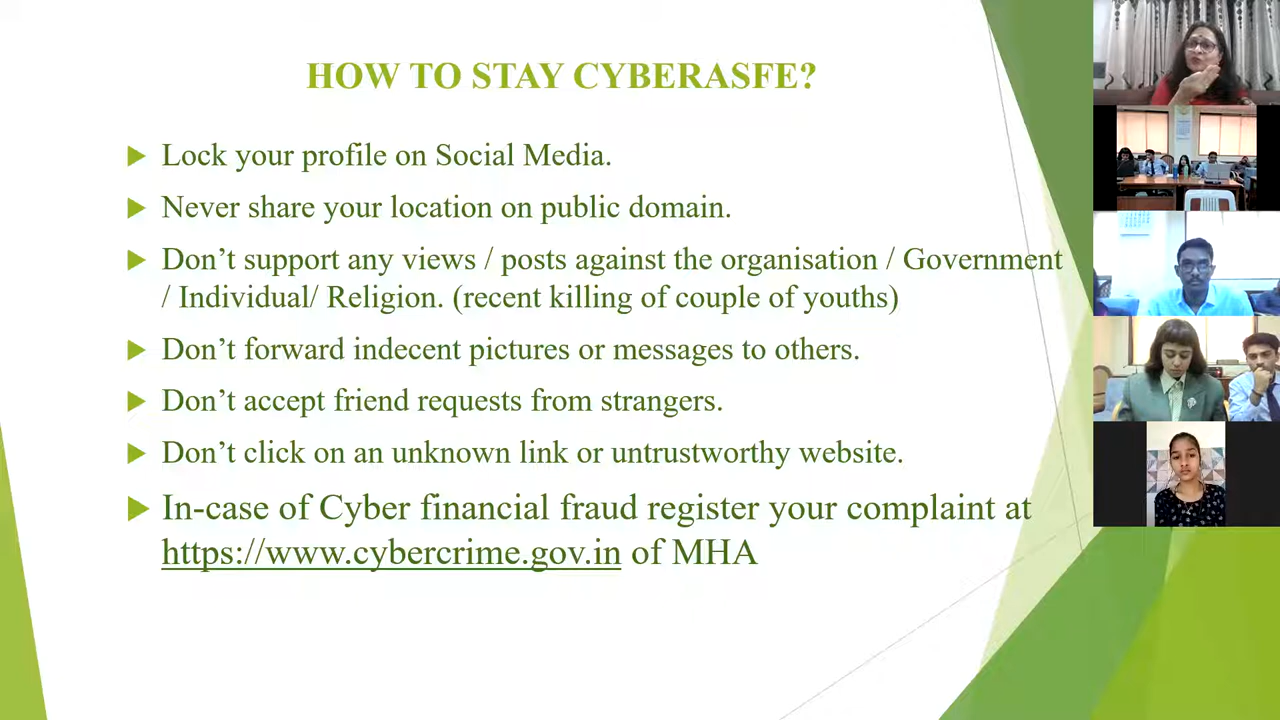 HOW TO STAY CYBERASFE?
Lock your profile on Social Media.
Never share your location on public domain.
Don’t support any views / posts against the organisation / Government
/ Individual/ Religion. (recent killing of couple of youths)
Don’t forward indecent pictures or messages to others.
Don’t accept friend requests from strangers.
Don’t click on an unknown link or untrustworthy website.
In-case of Cyber financial fraud register your complaint at
https://www.cybercrime.gov.in of MHA